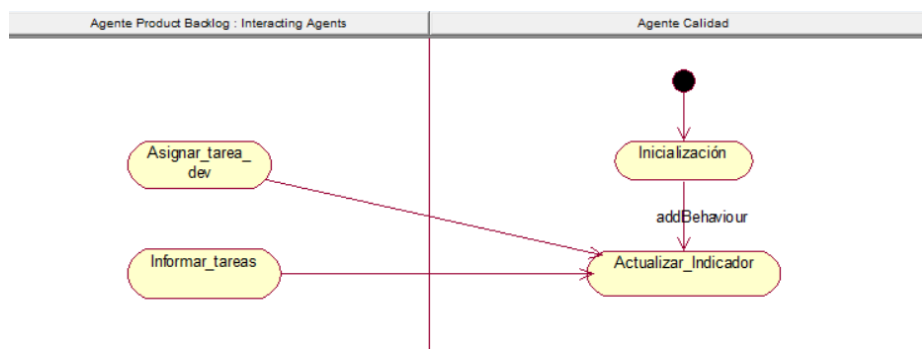 Agente Product Backlog : Interacting Agents
Agente Calidad
Asignar_tarea_
dev
Inicialización
addBehaviour
Informar_tareas
Actualizar_Indicador